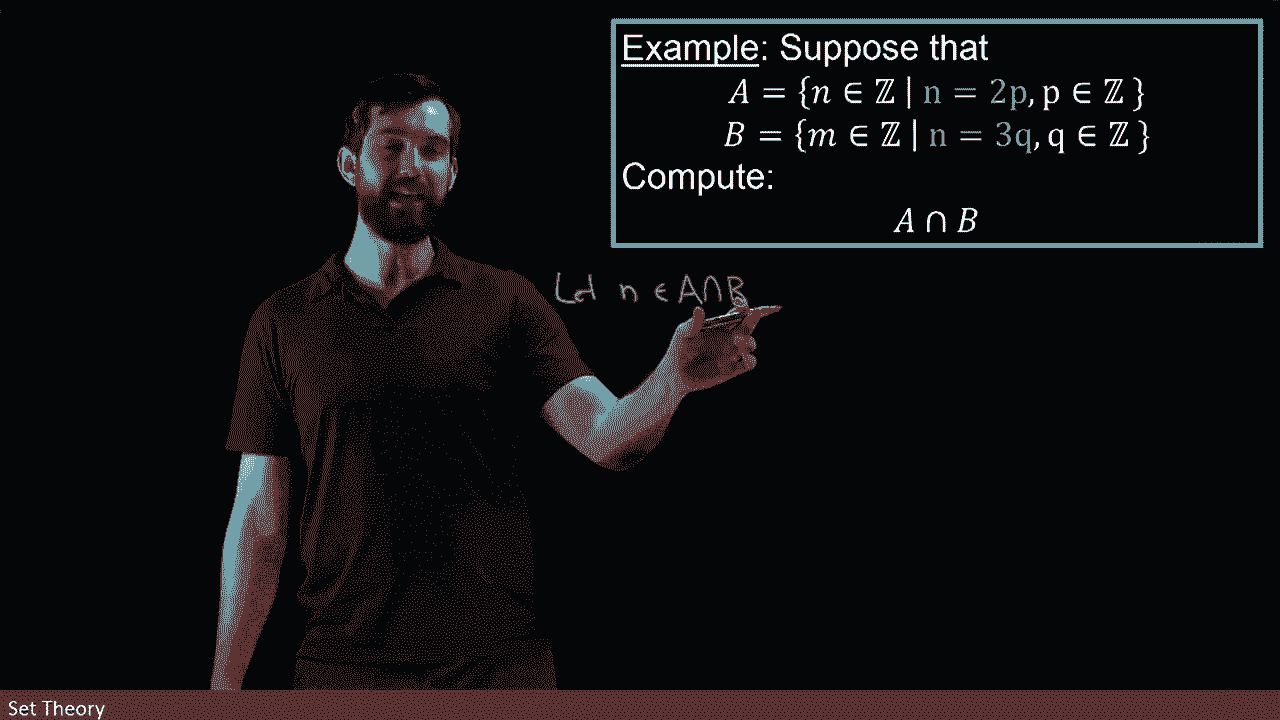 Example: Suppose that
A = {n ∈ ℤ | n = 2p, p ∈ ℤ }
B = {m ∈ ℤ | n = 3q, q ∈ ℤ }
Compute:
A ∩ B
Let n ∈ A∩B
Set Theory